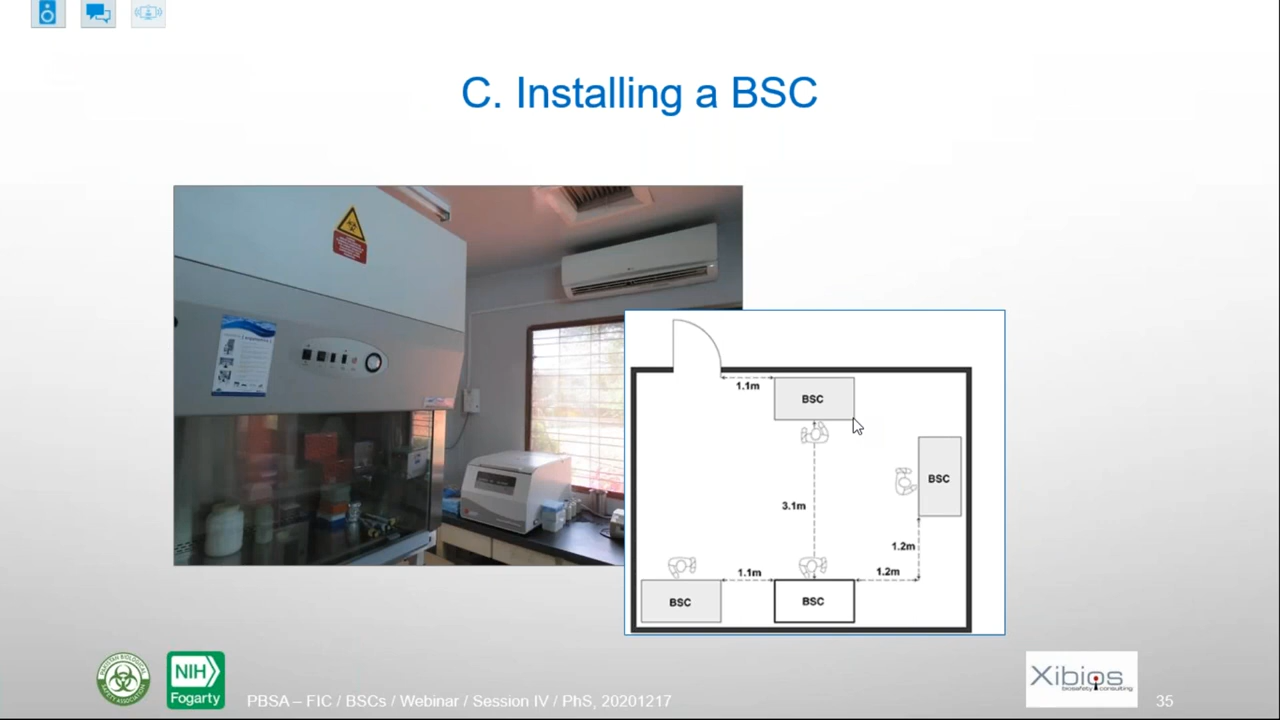 C. Installing a BSC
1.1m
BSC
BSC
3.1m
1.2m
1.1m
1.2m
BSC
BSC
NIH
Fogarty
PBSA – FIC / BSCs / Webinar / Session IV / PhS, 20201217
Xibios
biosafety consulting
35